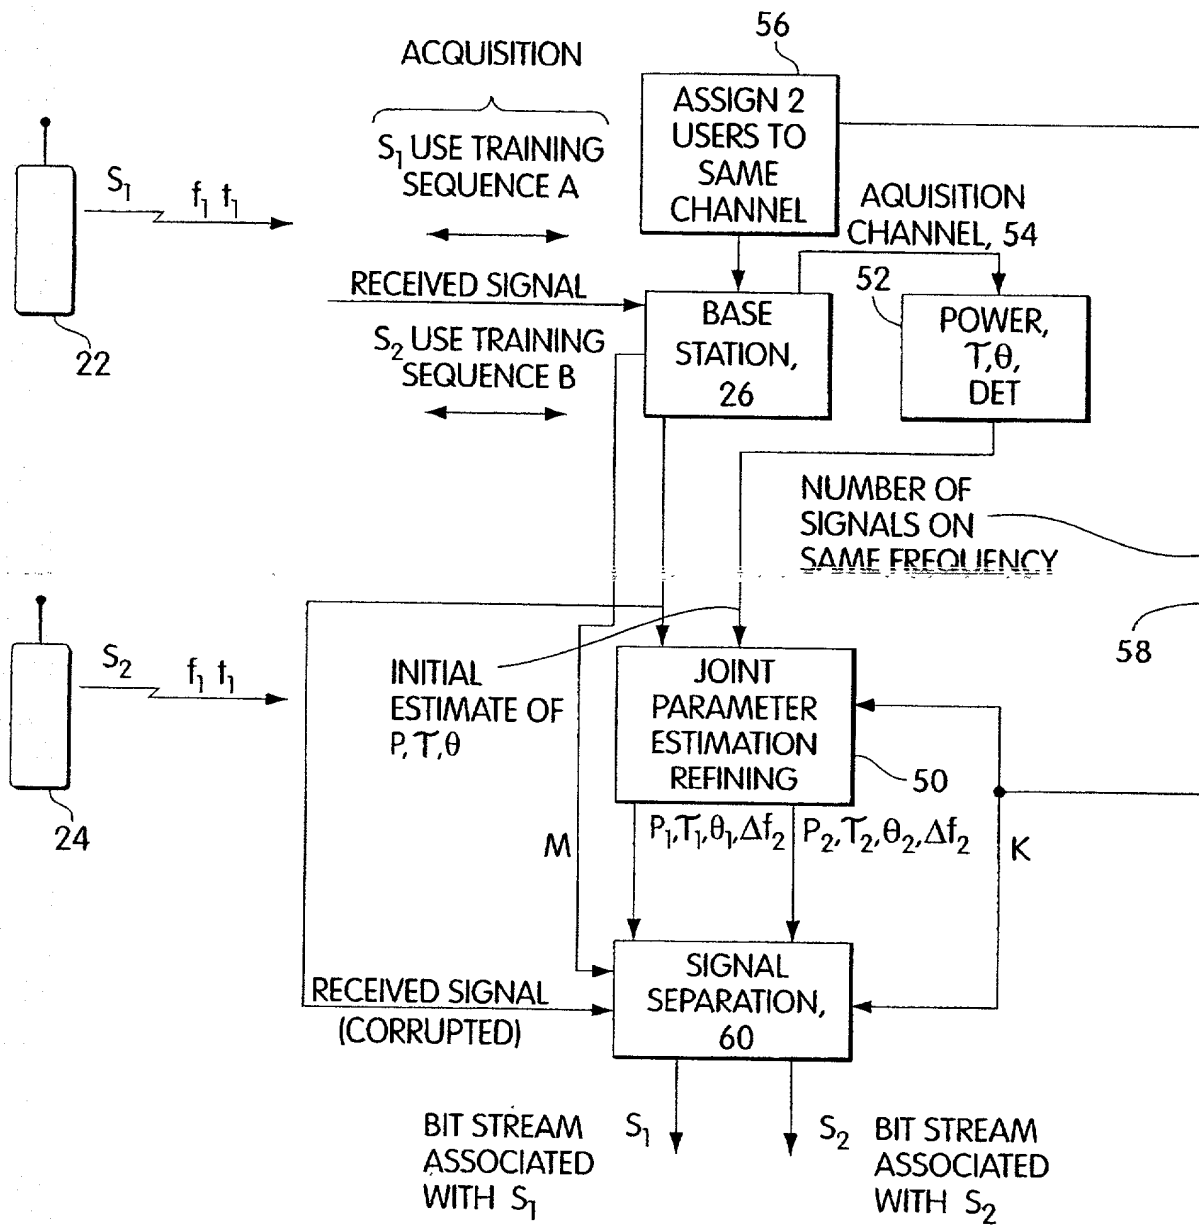 56
ACQUISITION
ASSIGN 2
USERS TO
SAME
CHANNEL
S1 USE TRAINING
SEQUENCE A
S1
f1 t1
AQUISITION
CHANNEL, 54
RECEIVED SIGNAL
52
BASE
STATION,
26
POWER,
τ,θ,
DET
S2 USE TRAINING
SEQUENCE B
22
NUMBER OF
SIGNALS ON
SAME FREQUENCY
58
S2
f1 t1
INITIAL
ESTIMATE OF
P,τ,θ
JOINT
PARAMETER
ESTIMATION
REFINING
50
24
M
P1,τ1,θ1,Δf2
P2,τ2,θ2,Δf2
K
SIGNAL
SEPARATION,
60
RECEIVED SIGNAL
(CORRUPTED)
BIT STREAM
ASSOCIATED
WITH S1
S1
S2
BIT STREAM
ASSOCIATED
WITH S2